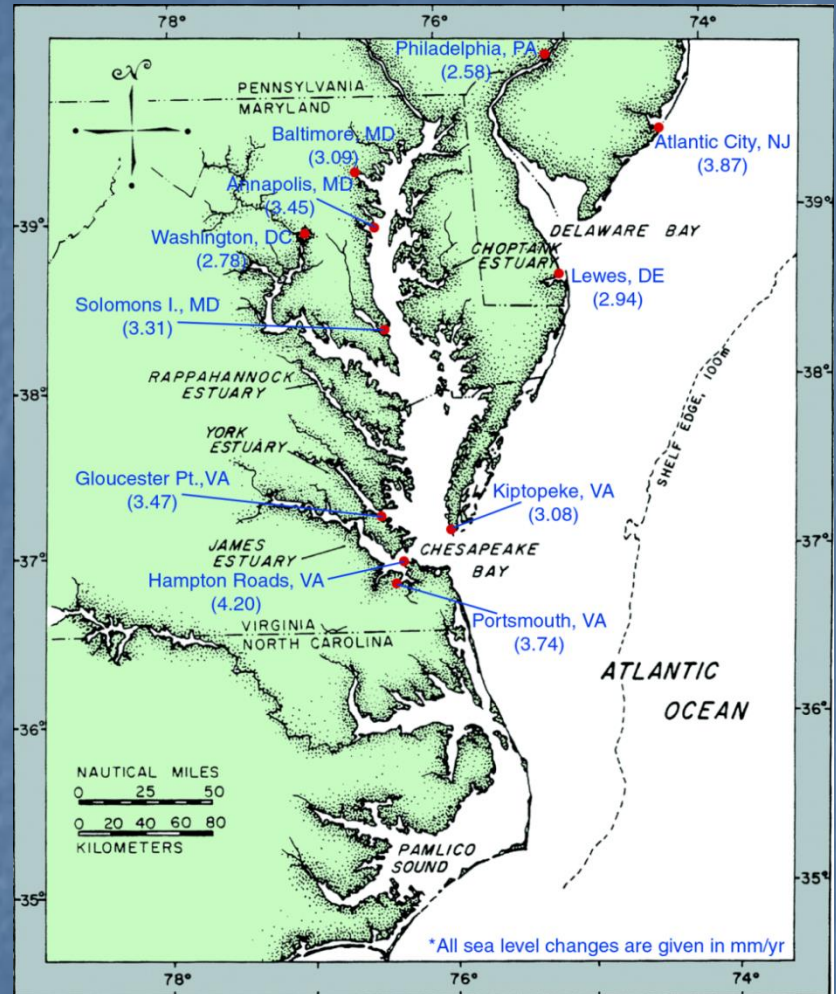 78°
76°
74°
N
Philadelphia, PA
(2.58)
PENNSYLVANIA
MARYLAND
Baltimore, MD
(3.09)
Atlantic City, NJ
(3.87)
Annapolis, MD
(3.45)
39°
39°
DELAWARE BAY
Washington, DC
(2.78)
CHOPTANK
ESTUARY
Lewes, DE
(2.94)
Solomons I., MD
(3.31)
SHELF EDGE, 100m
RAPPAHANNOCK
ESTUARY
38°
38°
YORK
ESTUARY
Gloucester Pt.,VA
(3.47)
Kiptopeke, VA
(3.08)
JAMES
ESTUARY
CHESAPEAKE
BAY
37°
37°
Hampton Roads, VA
(4.20)
Portsmouth, VA
(3.74)
VIRGINIA
NORTH CAROLINA
ATLANTIC
OCEAN
36°
36°
NAUTICAL MILES
0 25 50
0 20 40 60 80
KILOMETERS
PAMLICO
SOUND
35°
35°
*All sea level changes are given in mm/yr
78°
76°
74°